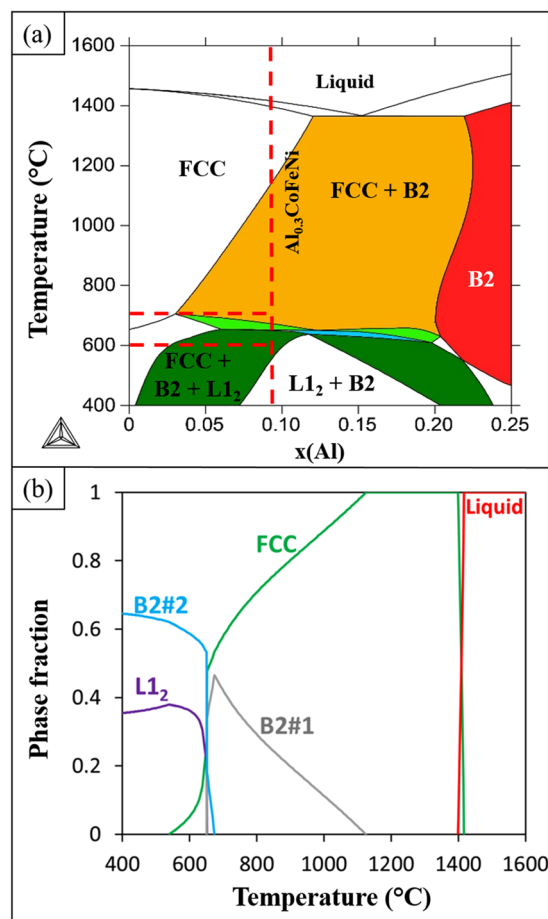 (a)
1600
1400
1200
1000
800
600
400
Temperature (°C)
Liquid
FCC
FCC + B2
Al₀.₃CoFeNi
B2
FCC +
B2 + L1₂
L1₂ + B2
0
0.05
0.10
0.15
0.20
0.25
x(Al)
(b)
1
0.8
0.6
0.4
0.2
0
Phase fraction
FCC
Liquid
B2#2
L1₂
B2#1
400
600
800
1000
1200
1400
1600
Temperature (°C)